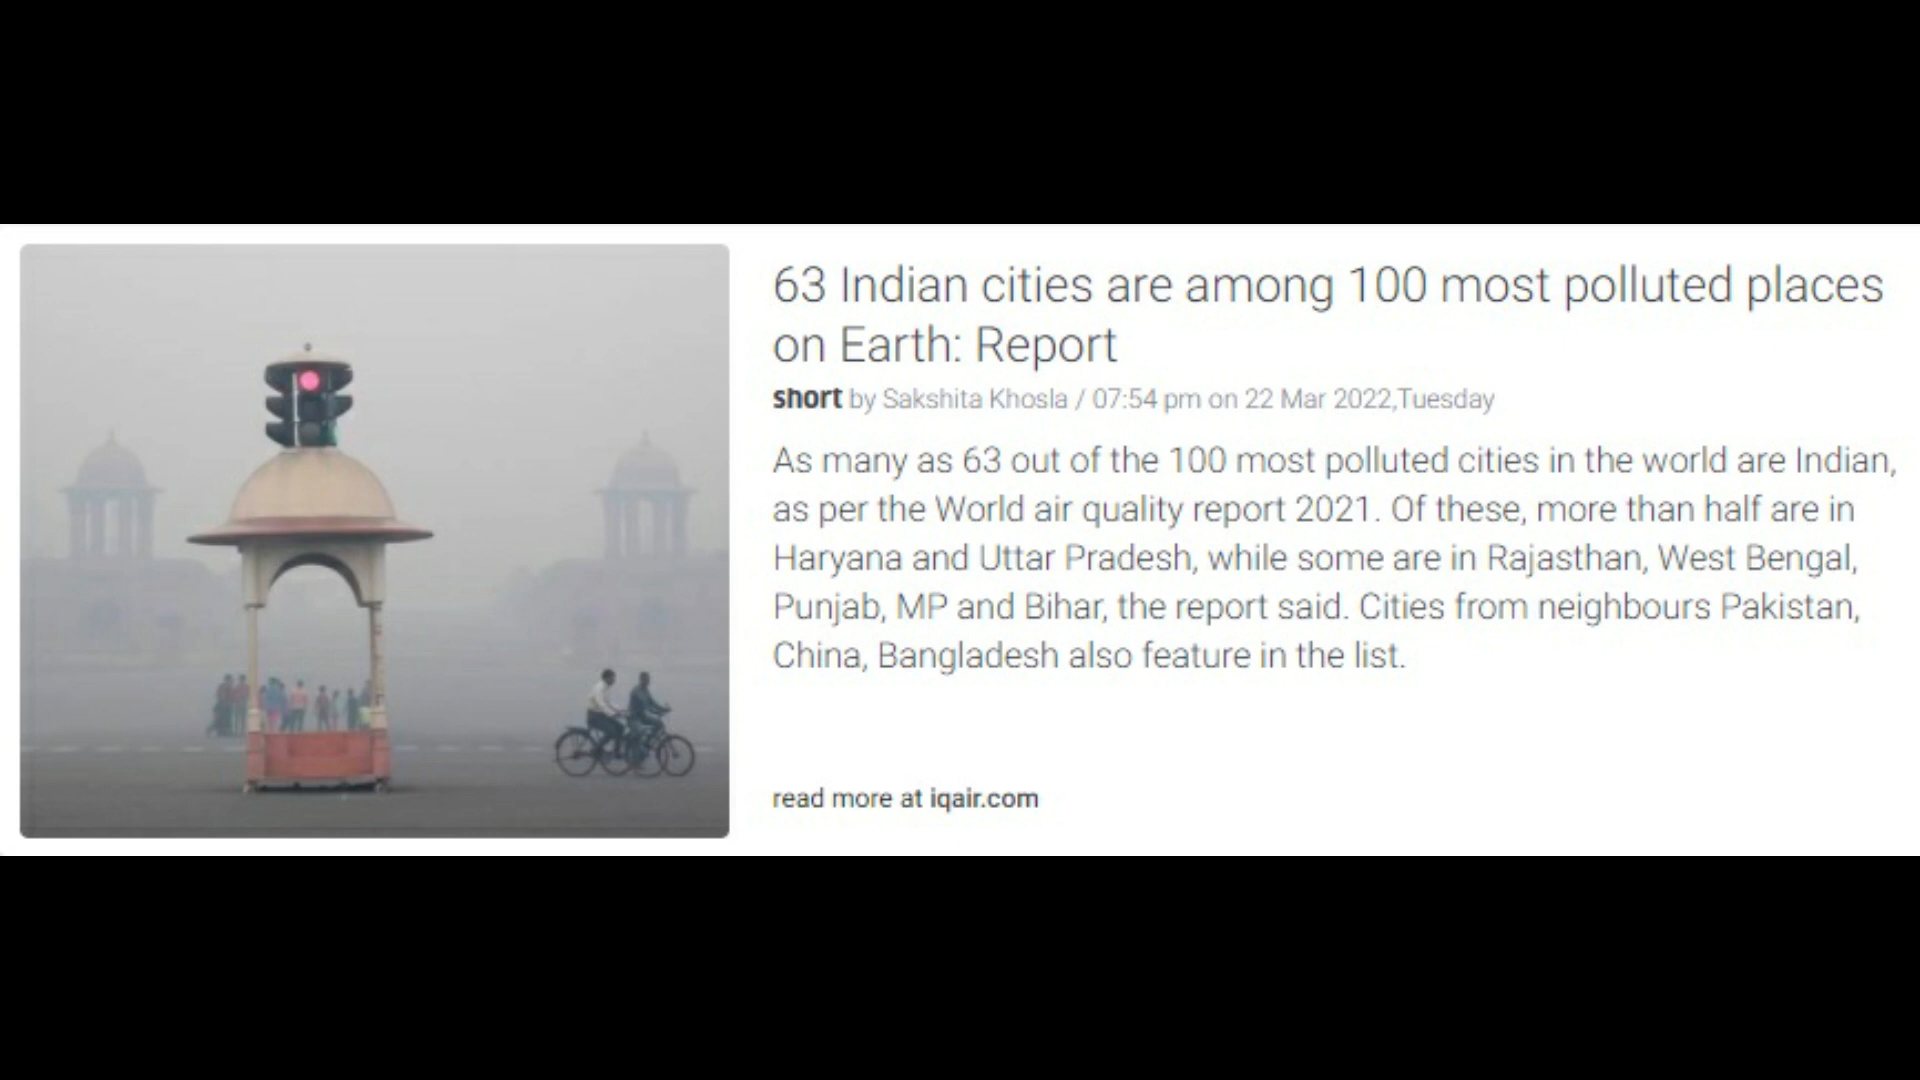 63 Indian cities are among 100 most polluted places
on Earth: Report
short by Sakshita Khosla / 07:54 pm on 22 Mar 2022,Tuesday
As many as 63 out of the 100 most polluted cities in the world are Indian,
as per the World air quality report 2021. Of these, more than half are in
Haryana and Uttar Pradesh, while some are in Rajasthan, West Bengal,
Punjab, MP and Bihar, the report said. Cities from neighbours Pakistan,
China, Bangladesh also feature in the list.
read more at iqair.com